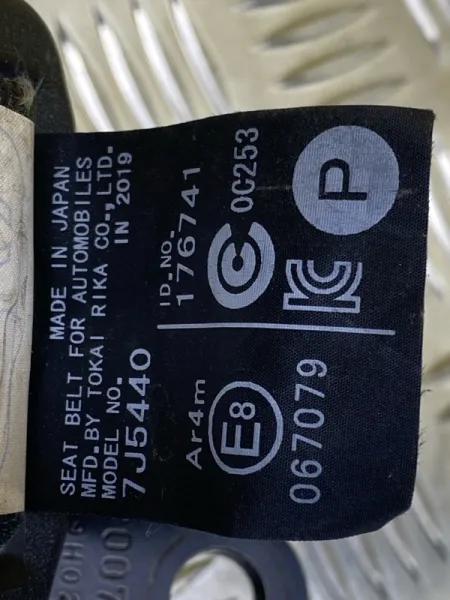 MADE IN JAPAN
SEAT BELT FOR AUTOMOBILES
MFD.BY TOKAI RIKA CO.,LTD.
MODEL NO. IN 2019
7J5440
ID.NO.
176741
C 0C253
KC P
Ar4m
E8
067079